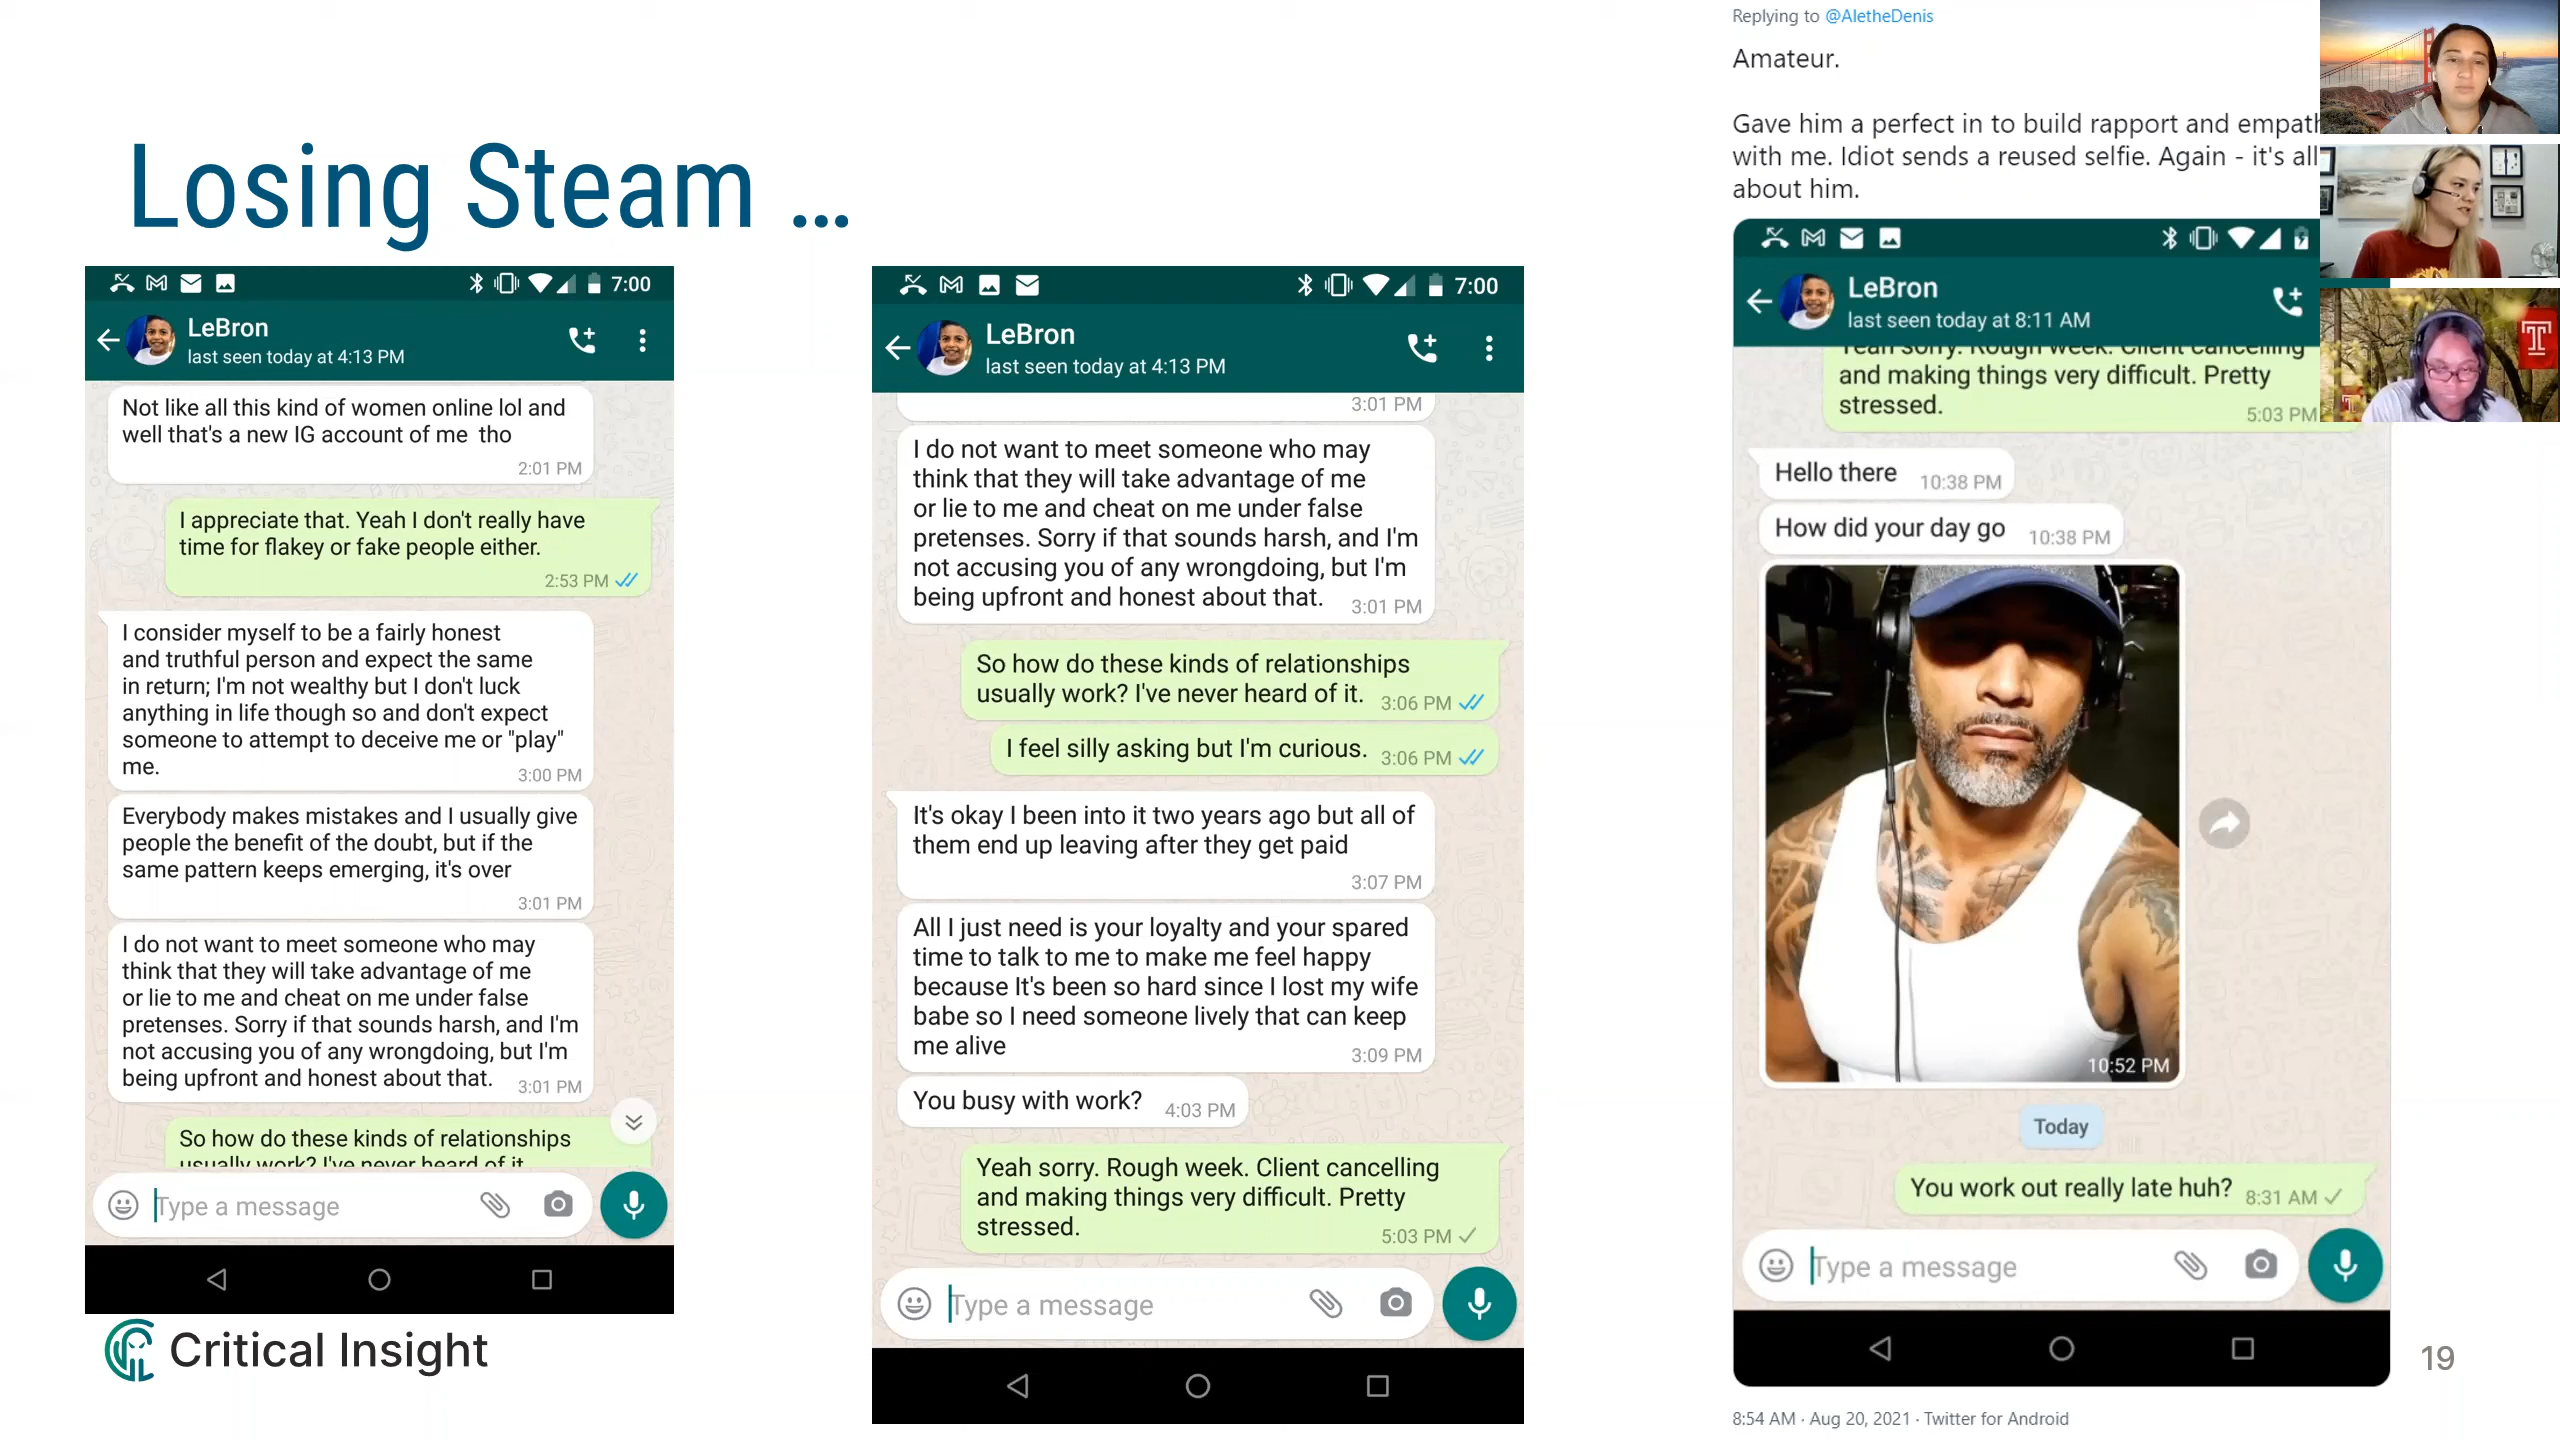 Losing Steam ...
7:00
LeBron
last seen today at 4:13 PM
Not like all this kind of women online lol and
well that's a new IG account of me tho
2:01 PM
I appreciate that. Yeah I don't really have
time for flakey or fake people either.
2:53 PM
I consider myself to be a fairly honest
and truthful person and expect the same
in return; I'm not wealthy but I don't luck
anything in life though so and don't expect
someone to attempt to deceive me or "play"
me.
3:00 PM
Everybody makes mistakes and I usually give
people the benefit of the doubt, but if the
same pattern keeps emerging, it's over
3:01 PM
I do not want to meet someone who may
think that they will take advantage of me
or lie to me and cheat on me under false
pretenses. Sorry if that sounds harsh, and I'm
not accusing you of any wrongdoing, but I'm
being upfront and honest about that. 3:01 PM
So how do these kinds of relationships
usually work? I've never heard of it.
Type a message
Critical Insight
7:00
LeBron
last seen today at 4:13 PM
3:01 PM
I do not want to meet someone who may
think that they will take advantage of me
or lie to me and cheat on me under false
pretenses. Sorry if that sounds harsh, and I'm
not accusing you of any wrongdoing, but I'm
being upfront and honest about that. 3:01 PM
So how do these kinds of relationships
usually work? I've never heard of it. 3:06 PM
I feel silly asking but I'm curious. 3:06 PM
It's okay I been into it two years ago but all of
them end up leaving after they get paid
3:07 PM
All I just need is your loyalty and your spared
time to talk to me to make me feel happy
because It's been so hard since I lost my wife
babe so I need someone lively that can keep
me alive
3:09 PM
You busy with work? 4:03 PM
Yeah sorry. Rough week. Client cancelling
and making things very difficult. Pretty
stressed.
5:03 PM
Type a message
Replying to @AletheDenis
Amateur.
Gave him a perfect in to build rapport and
with me. Idiot sends a reused selfie. Again - it's all
about him.
LeBron
last seen today at 8:11 AM
Yeah sorry. Rough week. Client cancelling
and making things very difficult. Pretty
stressed.
5:03 PM
Hello there 10:38 PM
How did your day go 10:38 PM
10:52 PM
Today
You work out really late huh? 8:31 AM
Type a message
8:54 AM · Aug 20, 2021 · Twitter for Android
19
T